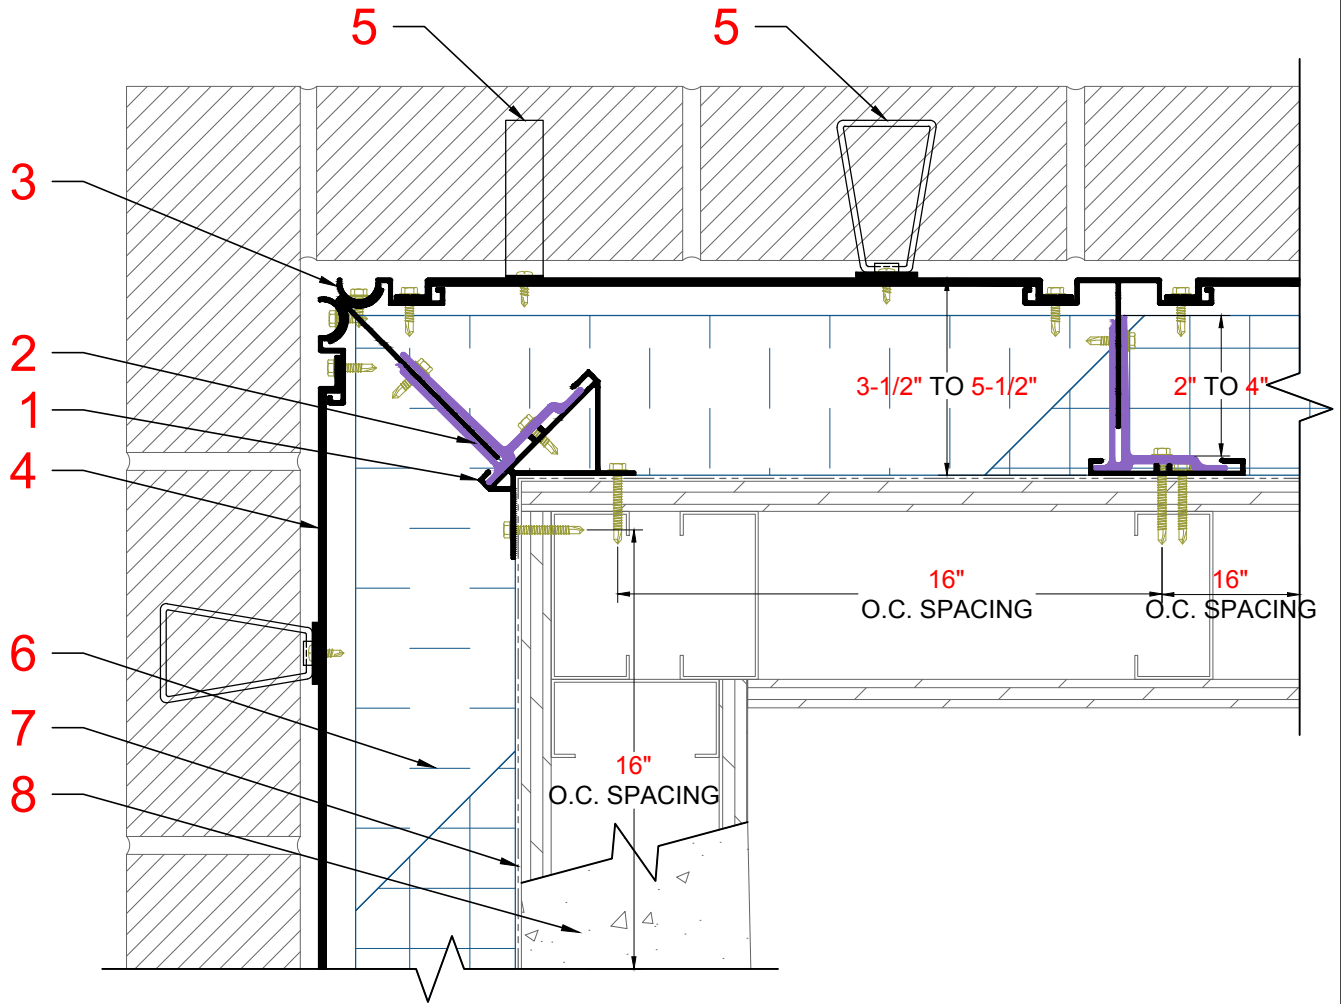 5
5
3
2
1
4
6
7
8
3-1/2" TO 5-1/2"
2" TO 4"
16"
O.C. SPACING
16"
O.C. SPACING
16"
O.C. SPACING